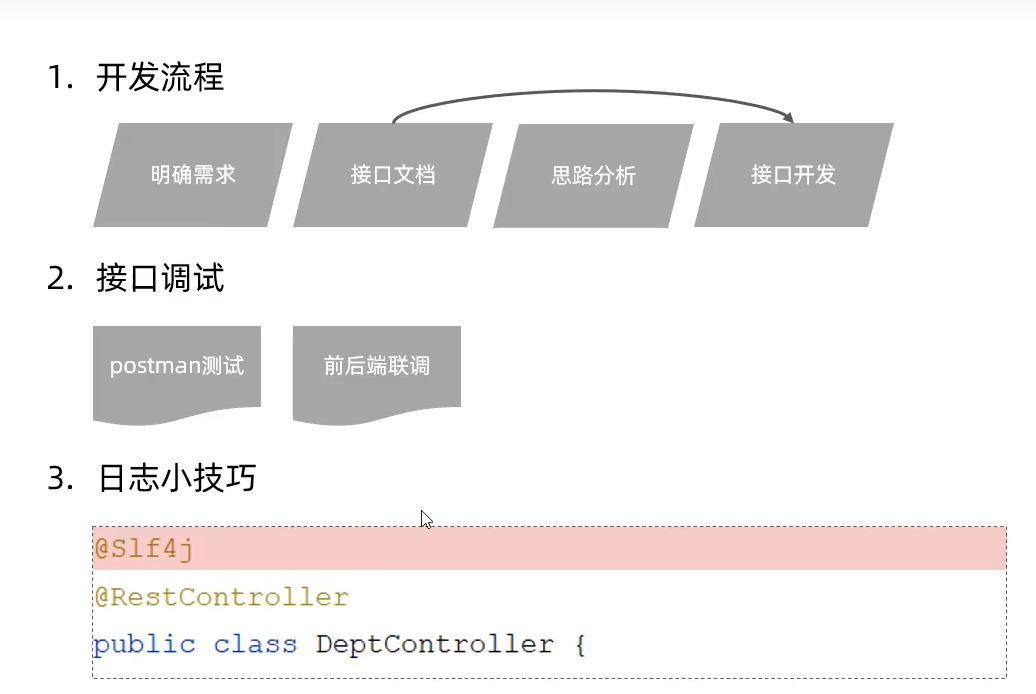 1. 开发流程
明确需求 接口文档 思路分析 接口开发
2. 接口调试
postman测试 前后端联调
3. 日志小技巧
@Slf4j
@RestController
public class DeptController {